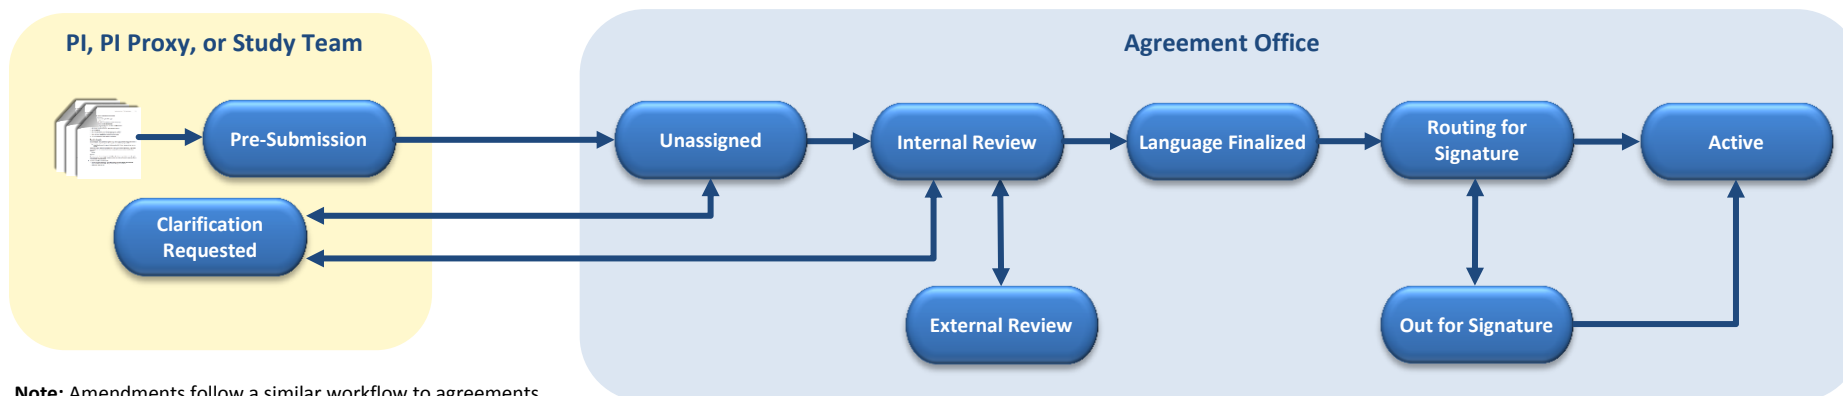 PI, PI Proxy, or Study Team
Agreement Office
Pre-Submission
Unassigned
Internal Review
Language Finalized
Routing for
Signature
Active
Clarification
Requested
External Review
Out for Signature
Note: Amendments follow a similar workflow to agreements